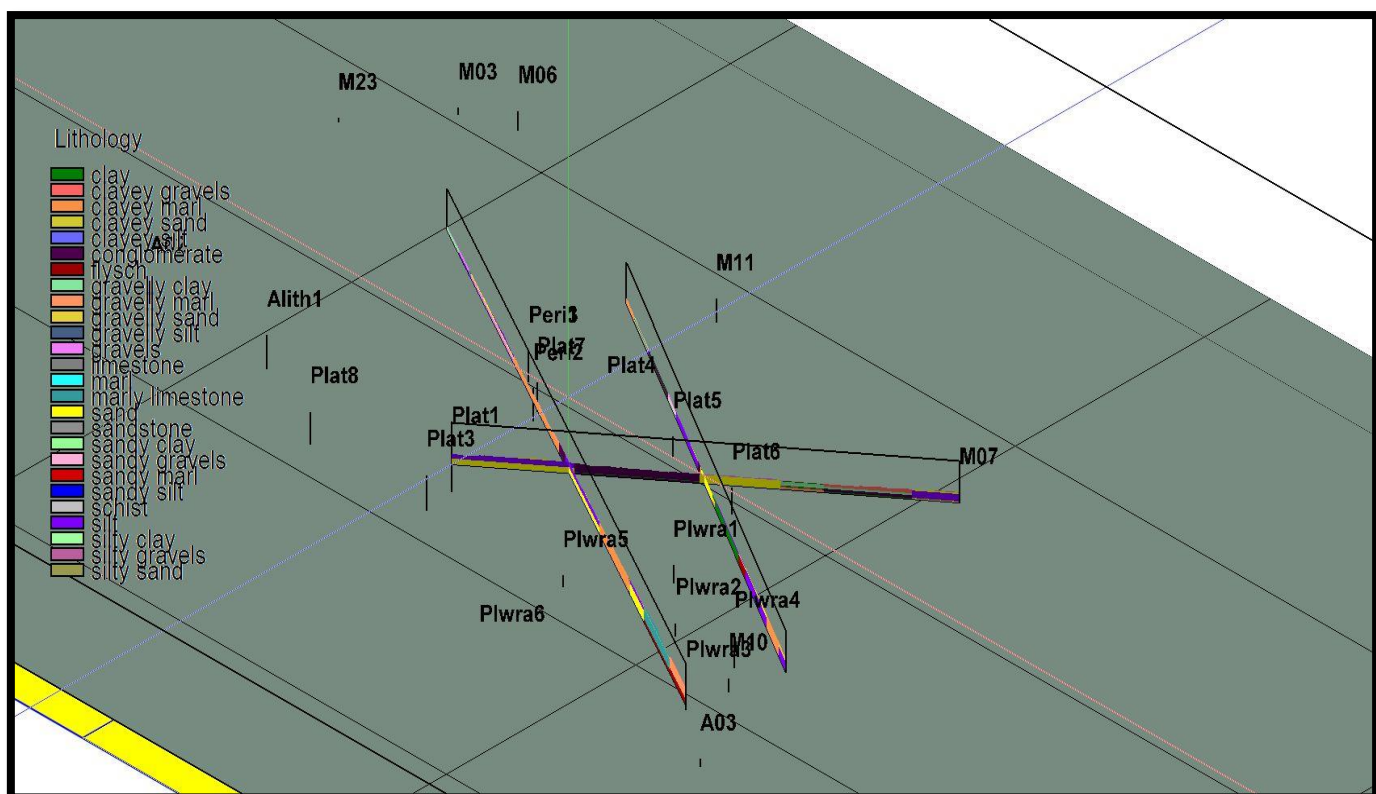 M23
M03
M06
Lithology
clay
clayey gravels
clayey marl
clayey sand
clayey silt
conglomerate
flysch
gravelly clay
gravelly marl
gravelly sand
gravelly silt
gravels
limestone
marl
marly limestone
sand
sandstone
sandy clay
sandy gravels
sandy marl
sandy silt
schist
silt
silty clay
silty gravels
silty sand
M11
Alith1
Plat7
Plat4
Plat8
Plat5
Plat1
Plat3
Plat6
M07
Plwra1
Plwra5
Plwra2
Plwra4
Plwra6
M10
Plwra3
A03